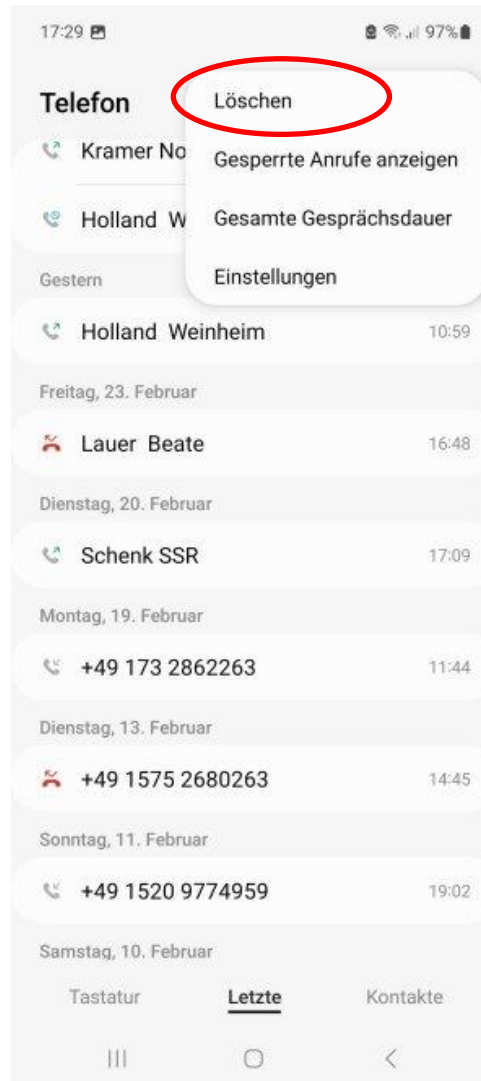 17:29 97%
Telefon
Löschen
Kramer No
Gesperrte Anrufe anzeigen
Holland W
Gesamte Gesprächsdauer
Gestern
Einstellungen
Holland Weinheim 10:59
Freitag, 23. Februar
Lauer Beate 16:48
Dienstag, 20. Februar
Schenk SSR 17:09
Montag, 19. Februar
+49 173 2862263 11:44
Dienstag, 13. Februar
+49 1575 2680263 14:45
Sonntag, 11. Februar
+49 1520 9774959 19:02
Samstag, 10. Februar
Tastatur Letzte Kontakte